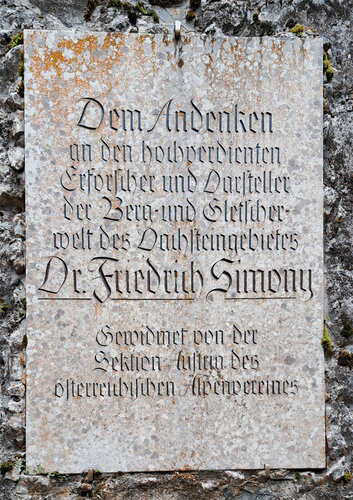 Dem Andenken
an den hochverdienten
Erforscher und Darsteller
der Berg- und Gletscher-
welt des Dachsteingebietes
Dr. Friedrich Simony
Gewidmet von der
Sektion Austria des
österreichischen Alpenvereines